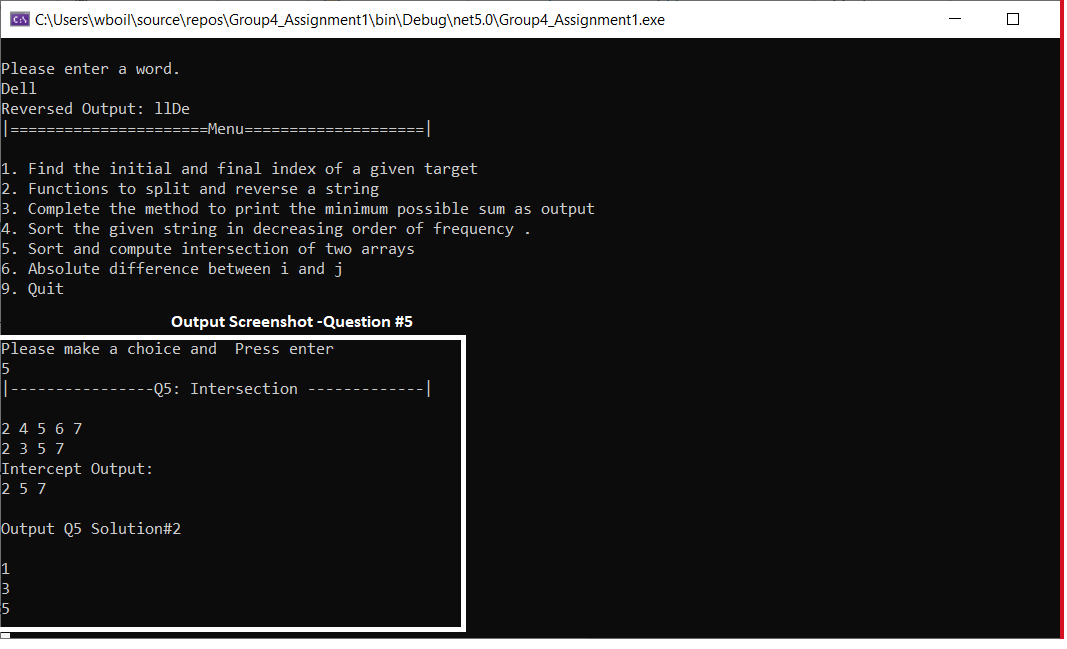 C:\Users\wboil\source\repos\Group4_Assignment1\bin\Debug\net5.0\Group4_Assignment1.exe
Please enter a word.
Dell
Reversed Output: llDe
|======================Menu====================|
1. Find the initial and final index of a given target
2. Functions to split and reverse a string
3. Complete the method to print the minimum possible sum as output
4. Sort the given string in decreasing order of frequency .
5. Sort and compute intersection of two arrays
6. Absolute difference between i and j
9. Quit
Output Screenshot -Question #5
Please make a choice and  Press enter
5
|----------------Q5: Intersection -------------|
2 4 5 6 7
2 3 5 7
Intercept Output:
2 5 7
Output Q5 Solution#2
1
3
5